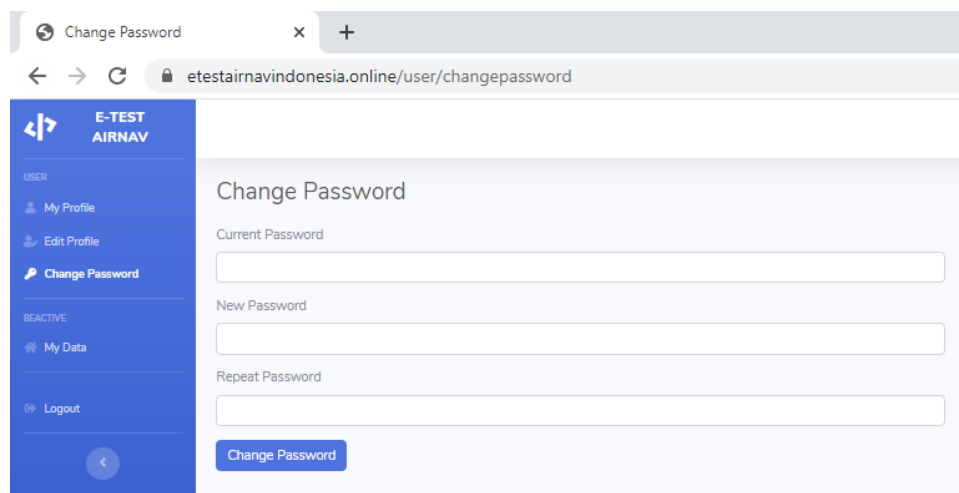 Change Password
etestairnavindonesia.online/user/changepassword
E-TEST
AIRNAV
USER
My Profile
Edit Profile
Change Password
BEACTIVE
My Data
Logout
Change Password
Current Password
New Password
Repeat Password
Change Password